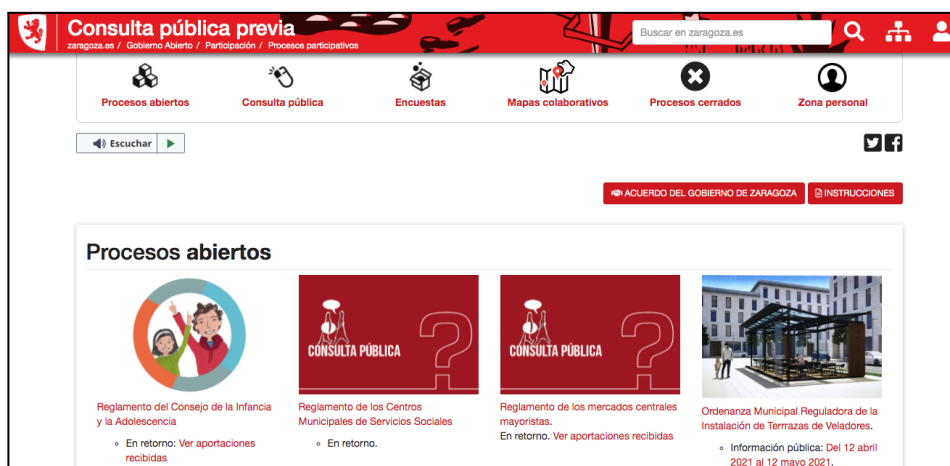 Consulta pública previa
zaragoza.es / Gobierno Abierto / Participación / Procesos participativos
Buscar en zaragoza.es
Procesos abiertos
Consulta pública
Encuestas
Mapas colaborativos
Procesos cerrados
Zona personal
Escuchar
ACUERDO DEL GOBIERNO DE ZARAGOZA
INSTRUCCIONES
Procesos abiertos
CONSULTA PÚBLICA
?
CONSULTA PÚBLICA
?
Reglamento del Consejo de la Infancia
y la Adolescencia
En retorno: Ver aportaciones
recibidas
Reglamento de los Centros
Municipales de Servicios Sociales
En retorno.
Reglamento de los mercados centrales
mayoristas.
En retorno. Ver aportaciones recibidas
Ordenanza Municipal Reguladora de la
Instalación de Terrrazas de Veladores.
Información pública: Del 12 abril
2021 al 12 mayo 2021.